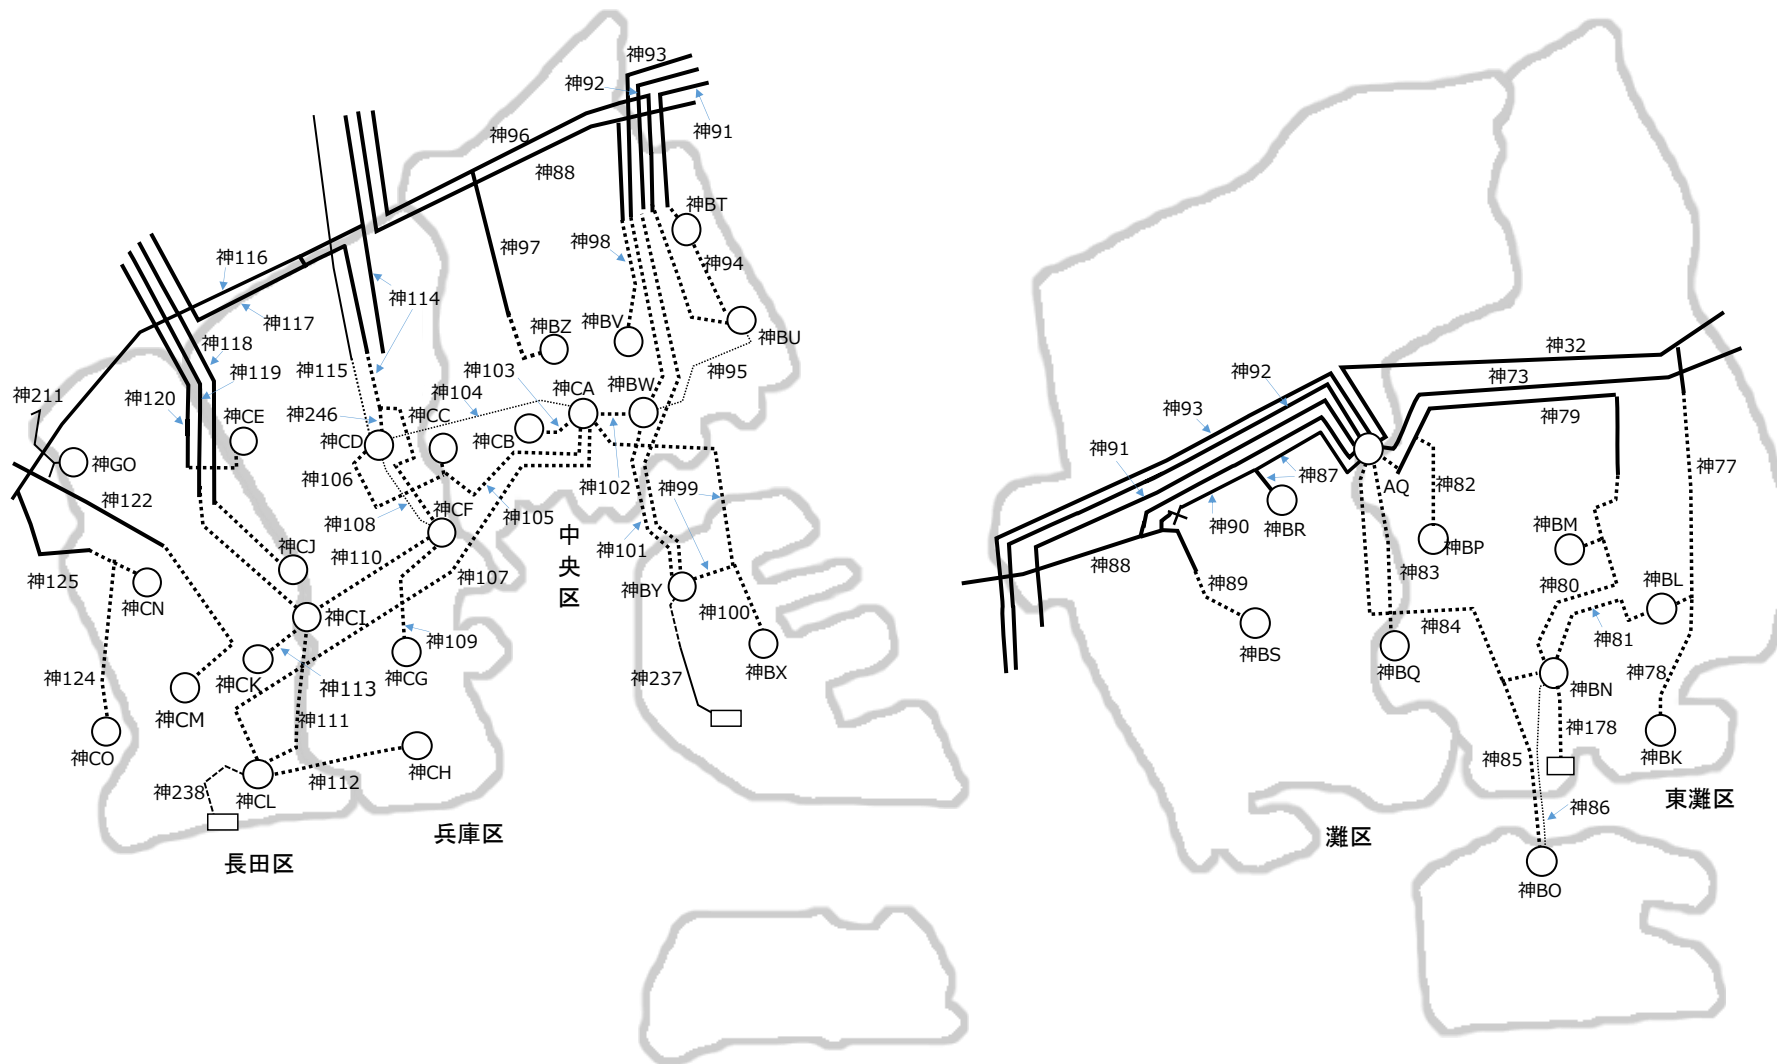 神93
神92
神91
神96
神88
神BT
神97
神98
神94
神116
神114
神117
神BZ
神BV
神BU
神118
神115
神103
神95
神119
神104
神CA
神BW
神211
神120
神CE
神246
神CC
神CB
神CD
神GO
神106
神102
神99
神122
神108
神CF
神105
中央区
神101
神CJ
神110
神107
神125
神CN
神BY
神100
神CI
神109
神124
神CK
神113
神CG
神237
神BX
神CM
神111
神CO
神112
神CH
神238
神CL
兵庫区
長田区
神32
神92
神73
神93
神79
神91
神87
AQ
神82
神77
神90
神BR
神BM
神BP
神88
神89
神83
神80
神BL
神84
神81
神BS
神BQ
神BN
神78
神178
神85
神BK
東灘区
神86
灘区
神BO